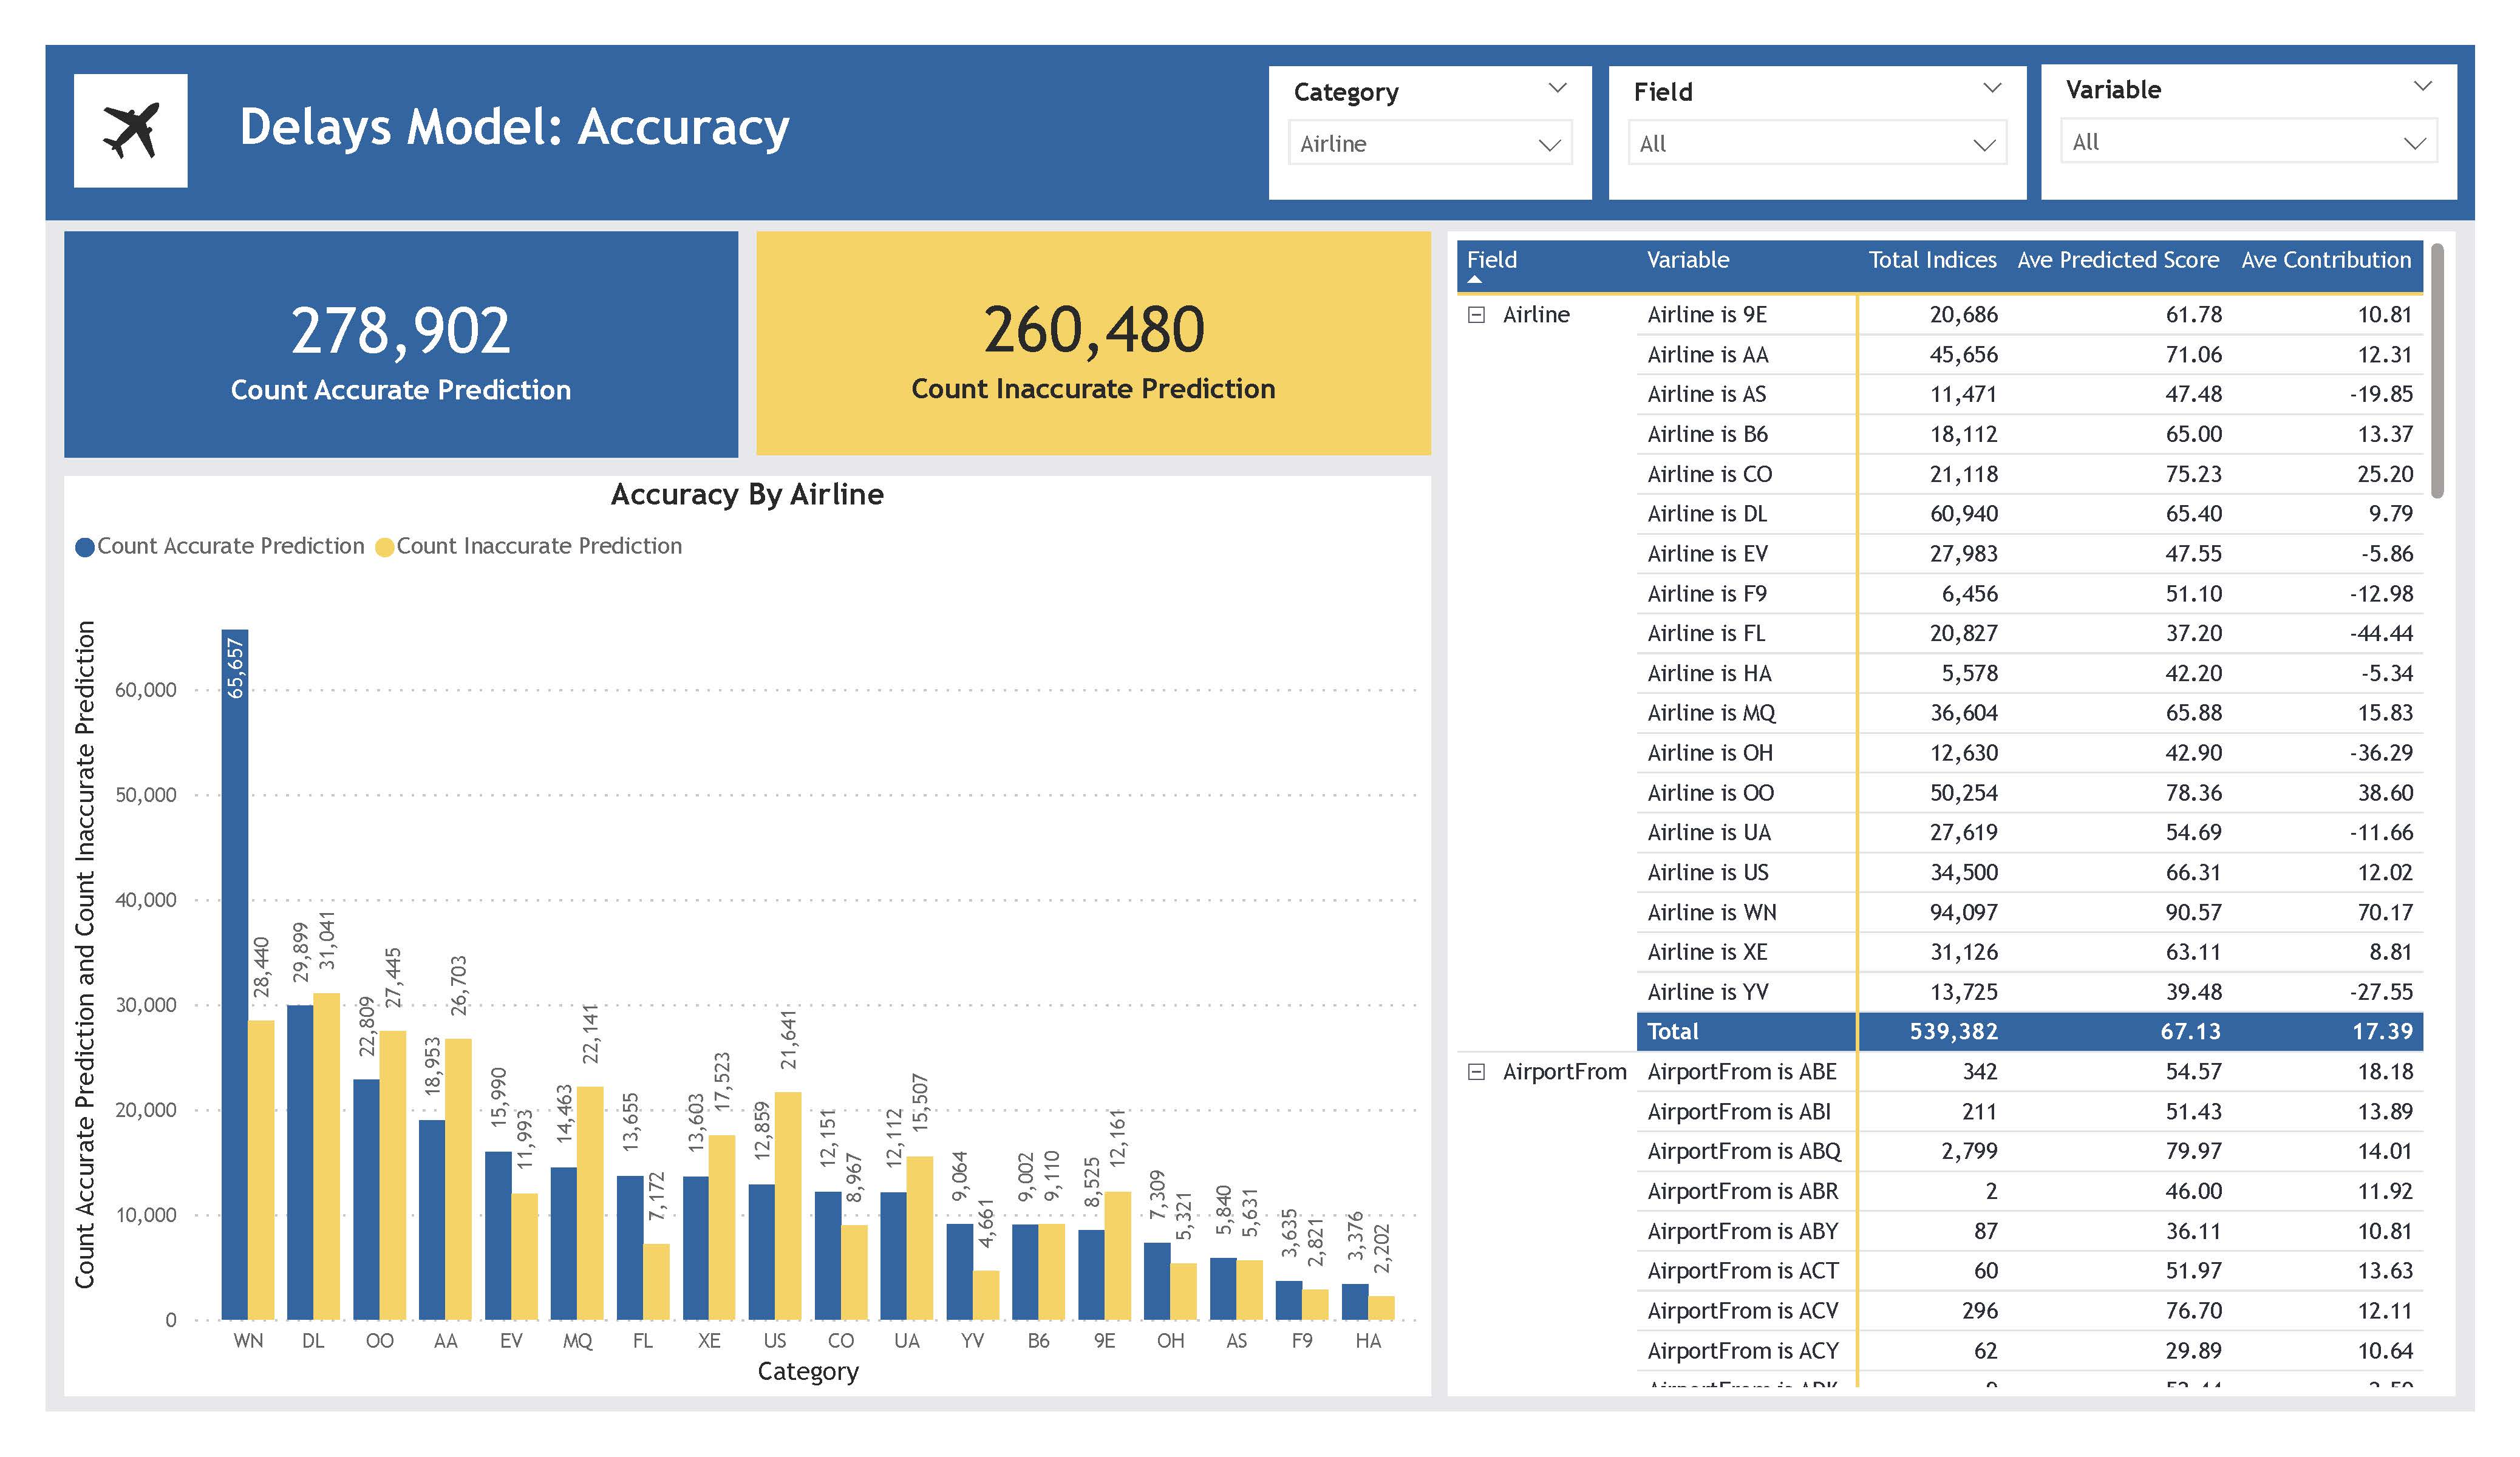 Delays Model: Accuracy
Category
Airline
Field
All
Variable
All
278,902
Count Accurate Prediction
260,480
Count Inaccurate Prediction
Accuracy By Airline
Count Accurate Prediction Count Inaccurate Prediction
Count Accurate Prediction and Count Inaccurate Prediction
60,000
50,000
40,000
30,000
20,000
10,000
0
65,657 28,440
29,899 31,041
22,809 27,445
18,953 26,703
15,990 11,993
14,463 22,141
13,655 7,172
13,603 17,523
12,859 21,641
12,151 8,967
12,112 15,507
9,064 4,661
9,002 9,110
8,525 12,161
7,309 5,321
5,840 5,631
3,635 2,821
3,376 2,202
WN DL OO AA EV MQ FL XE US CO UA YV B6 9E OH AS F9 HA
Category
Field Variable Total Indices Ave Predicted Score Ave Contribution
Airline Airline is 9E 20,686 61.78 10.81
Airline is AA 45,656 71.06 12.31
Airline is AS 11,471 47.48 -19.85
Airline is B6 18,112 65.00 13.37
Airline is CO 21,118 75.23 25.20
Airline is DL 60,940 65.40 9.79
Airline is EV 27,983 47.55 -5.86
Airline is F9 6,456 51.10 -12.98
Airline is FL 20,827 37.20 -44.44
Airline is HA 5,578 42.20 -5.34
Airline is MQ 36,604 65.88 15.83
Airline is OH 12,630 42.90 -36.29
Airline is OO 50,254 78.36 38.60
Airline is UA 27,619 54.69 -11.66
Airline is US 34,500 66.31 12.02
Airline is WN 94,097 90.57 70.17
Airline is XE 31,126 63.11 8.81
Airline is YV 13,725 39.48 -27.55
Total 539,382 67.13 17.39
AirportFrom AirportFrom is ABE 342 54.57 18.18
AirportFrom is ABI 211 51.43 13.89
AirportFrom is ABQ 2,799 79.97 14.01
AirportFrom is ABR 2 46.00 11.92
AirportFrom is ABY 87 36.11 10.81
AirportFrom is ACT 60 51.97 13.63
AirportFrom is ACV 296 76.70 12.11
AirportFrom is ACY 62 29.89 10.64